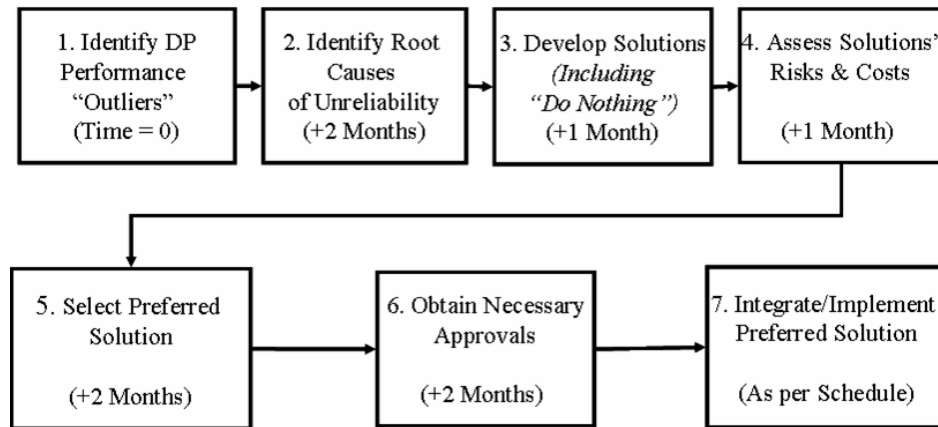 1. Identify DP
Performance
“Outliers”
(Time = 0)
2. Identify Root
Causes
of Unreliability
(+2 Months)
3. Develop Solutions
(Including
“Do Nothing”)
(+1 Month)
4. Assess Solutions’
Risks & Costs
(+1 Month)
5. Select Preferred
Solution
(+2 Months)
6. Obtain Necessary
Approvals
(+2 Months)
7. Integrate/Implement
Preferred Solution
(As per Schedule)